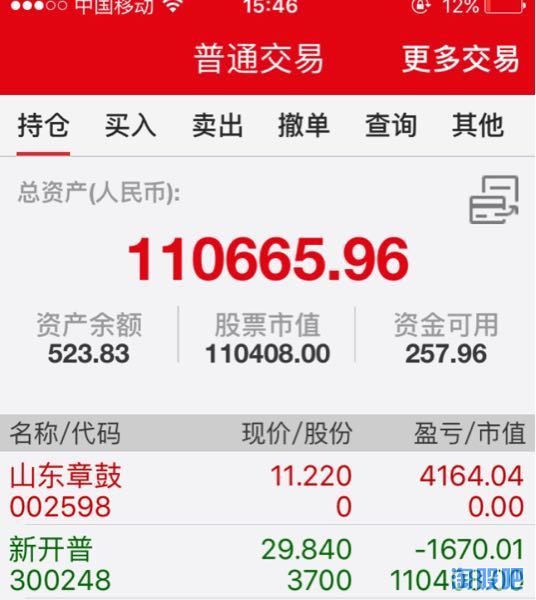 中国移动 15:46 12%
普通交易 更多交易
持仓 买入 卖出 撤单 查询 其他
总资产(人民币):
110665.96
资产余额 股票市值 资金可用
523.83 110408.00 257.96
名称/代码 现价/股份 盈亏/市值
山东章鼓 11.220 4164.04
002598 0 0.00
新开普 29.840 -1670.01
300248 3700 110408.00
淘股吧